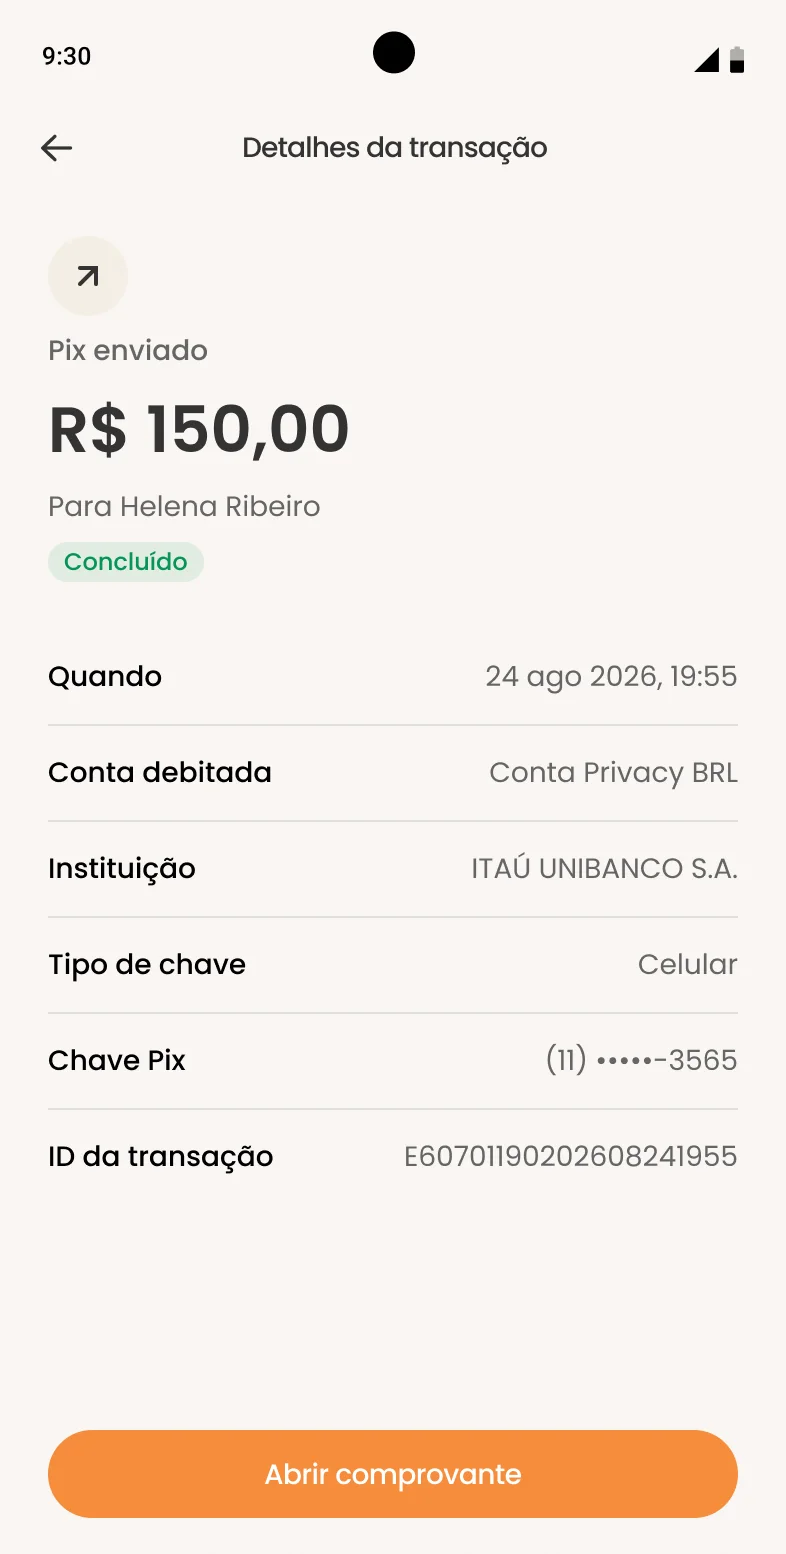 9:30
Detalhes da transação
Pix enviado
R$ 150,00
Para Helena Ribeiro
Concluído
Quando 24 ago 2026, 19:55
Conta debitada Conta Privacy BRL
Instituição ITAÚ UNIBANCO S.A.
Tipo de chave Celular
Chave Pix (11) •••••-3565
ID da transação E60701190202608241955
Abrir comprovante